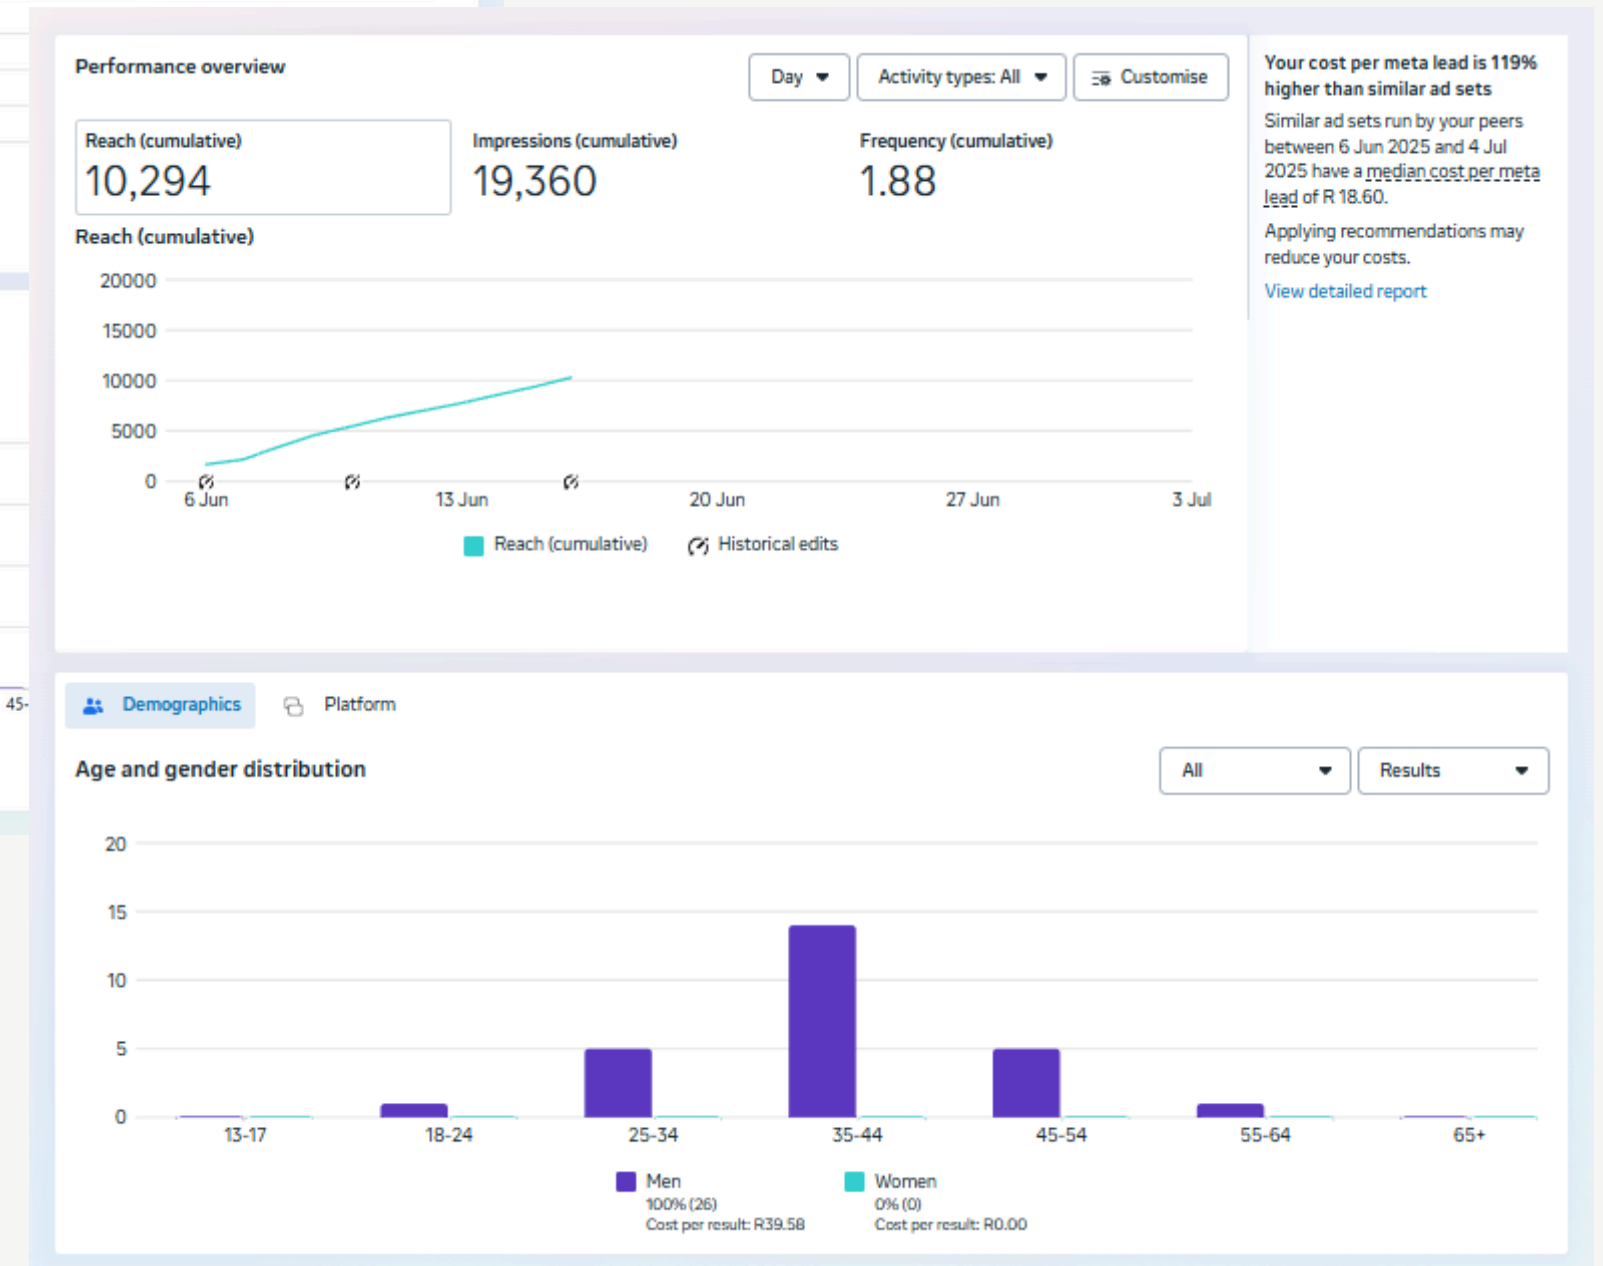 Performance overview
Day
Activity types: All
Customise
Reach (cumulative)
10,294
Impressions (cumulative)
19,360
Frequency (cumulative)
1.88
Reach (cumulative)
20000
15000
10000
5000
0
6 Jun
13 Jun
20 Jun
27 Jun
3 Jul
Reach (cumulative)
Historical edits
Your cost per meta lead is 119%
higher than similar ad sets
Similar ad sets run by your peers
between 6 Jun 2025 and 4 Jul
2025 have a median cost per meta
lead of R 18.60.
Applying recommendations may
reduce your costs.
View detailed report
45-
Demographics
Platform
Age and gender distribution
All
Results
20
15
10
5
0
13-17
18-24
25-34
35-44
45-54
55-64
65+
Men
100% (26)
Cost per result: R39.58
Women
0% (0)
Cost per result: R0.00